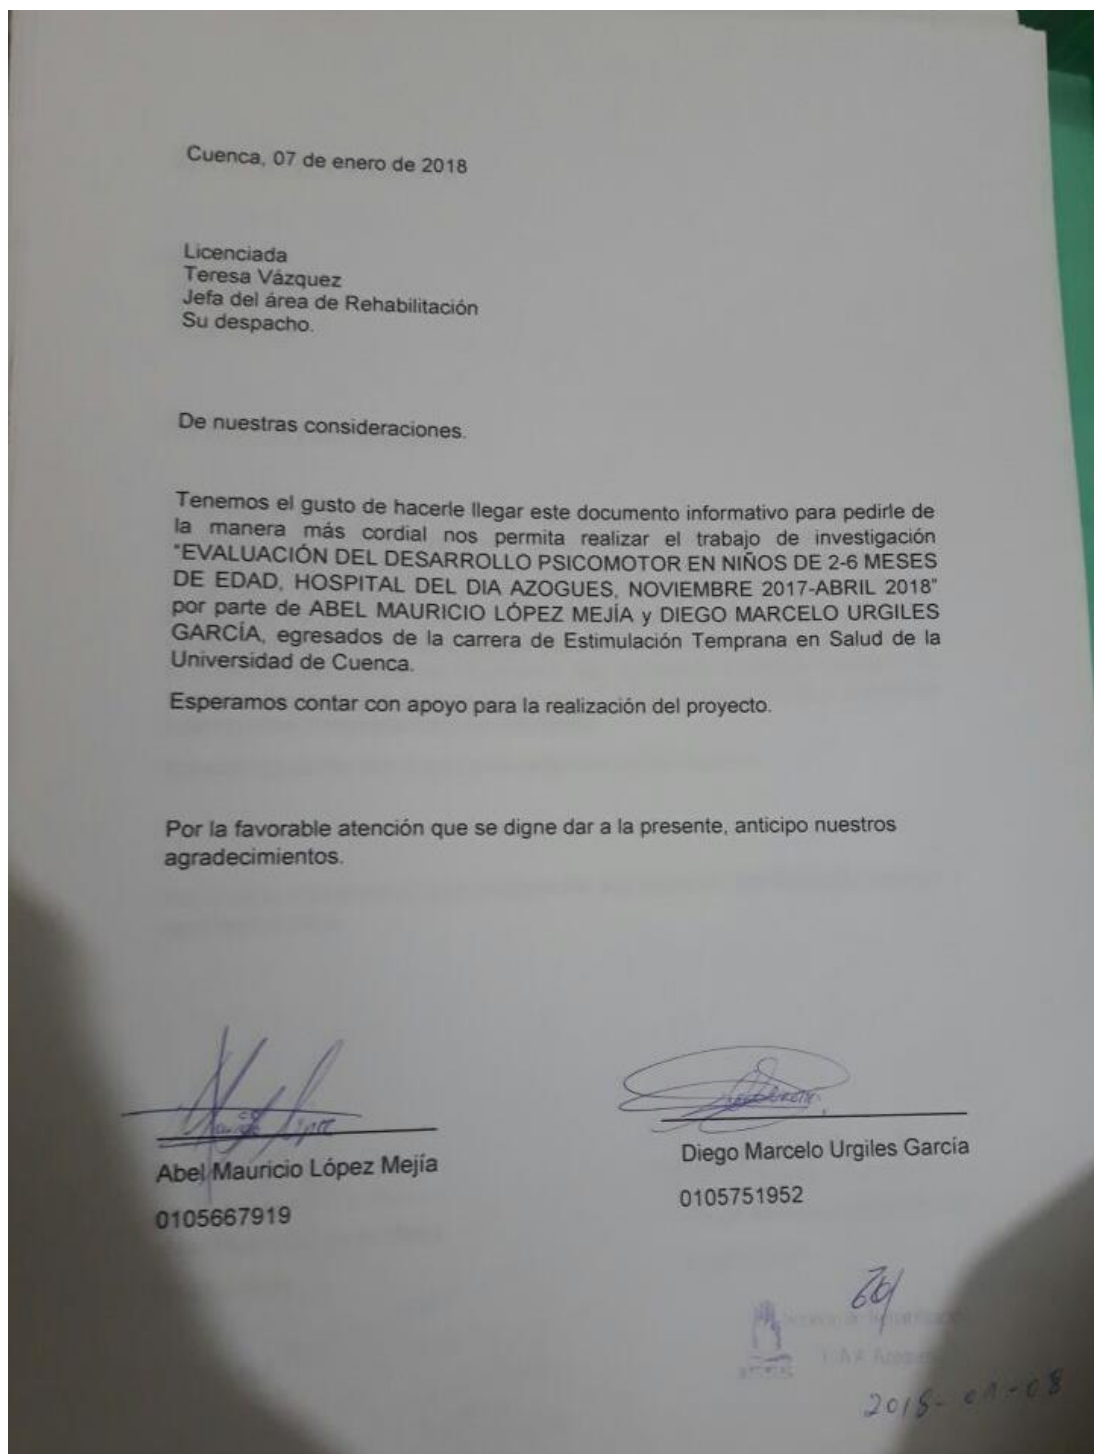 Cuenca, 07 de enero de 2018
Licenciada
Teresa Vázquez
Jefa del área de Rehabilitación
Su despacho.
De nuestras consideraciones.
Tenemos el gusto de hacerle llegar este documento informativo para pedirle de
la manera más cordial nos permita realizar el trabajo de investigación
"EVALUACIÓN DEL DESARROLLO PSICOMOTOR EN NIÑOS DE 2-6 MESES
DE EDAD, HOSPITAL DEL DIA AZOGUES, NOVIEMBRE 2017-ABRIL 2018"
por parte de ABEL MAURICIO LÓPEZ MEJÍA y DIEGO MARCELO URGILES
GARCÍA, egresados de la carrera de Estimulación Temprana en Salud de la
Universidad de Cuenca.
Esperamos contar con apoyo para la realización del proyecto.
Por la favorable atención que se digne dar a la presente, anticipo nuestros
agradecimientos.
Abel Mauricio López Mejía
0105667919
Diego Marcelo Urgiles García
0105751952
2018-01-08